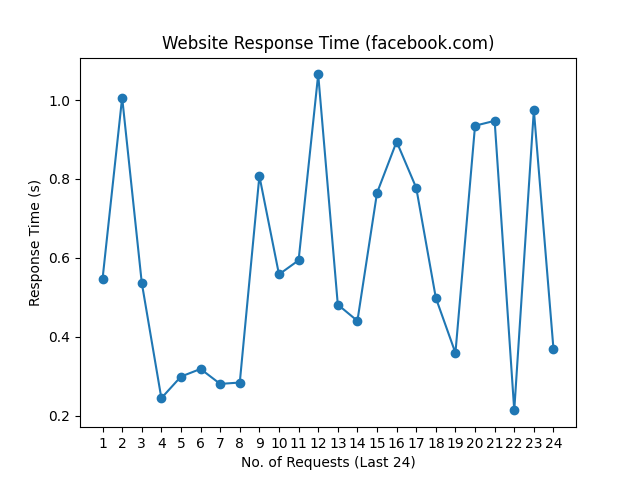 Website Response Time (facebook.com)
Response Time (s)
1.0
0.8
0.6
0.4
0.2
1 2 3 4 5 6 7 8 9 10 11 12 13 14 15 16 17 18 19 20 21 22 23 24
No. of Requests (Last 24)